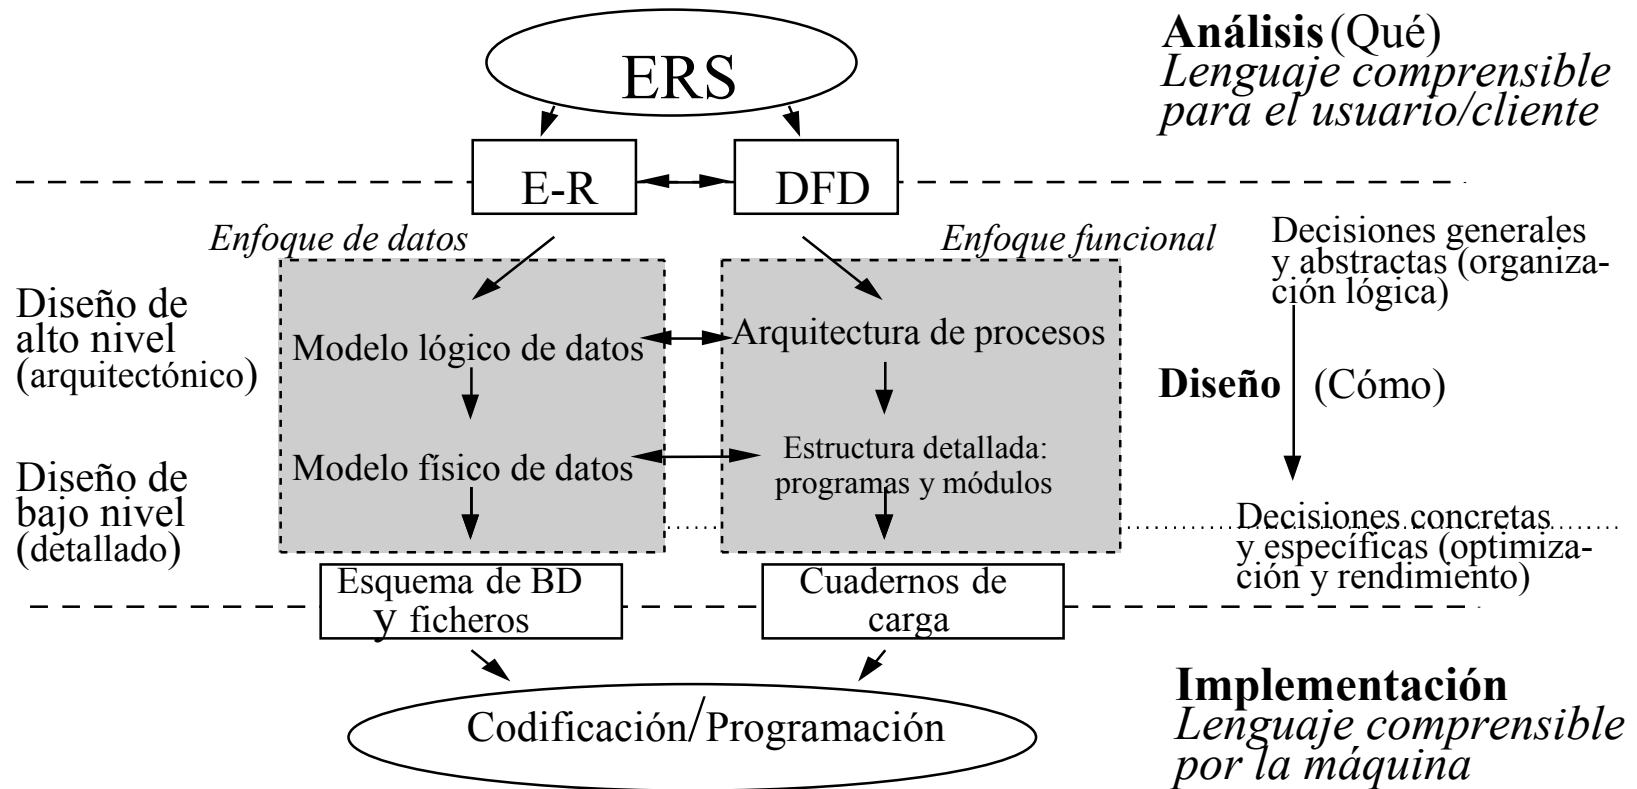 ERS
Análisis (Qué)
Lenguaje comprensible
para el usuario/cliente
E-R
DFD
Enfoque de datos
Enfoque funcional
Decisiones generales
y abstractas (organiza-
ción lógica)
Diseño de
alto nivel
(arquitectónico)
Modelo lógico de datos
Arquitectura de procesos
Diseño (Cómo)
Diseño de
bajo nivel
(detallado)
Modelo físico de datos
Estructura detallada:
programas y módulos
Decisiones concretas
y específicas (optimiza-
ción y rendimiento)
Esquema de BD
y ficheros
Cuadernos de
carga
Codificación/Programación
Implementación
Lenguaje comprensible
por la máquina